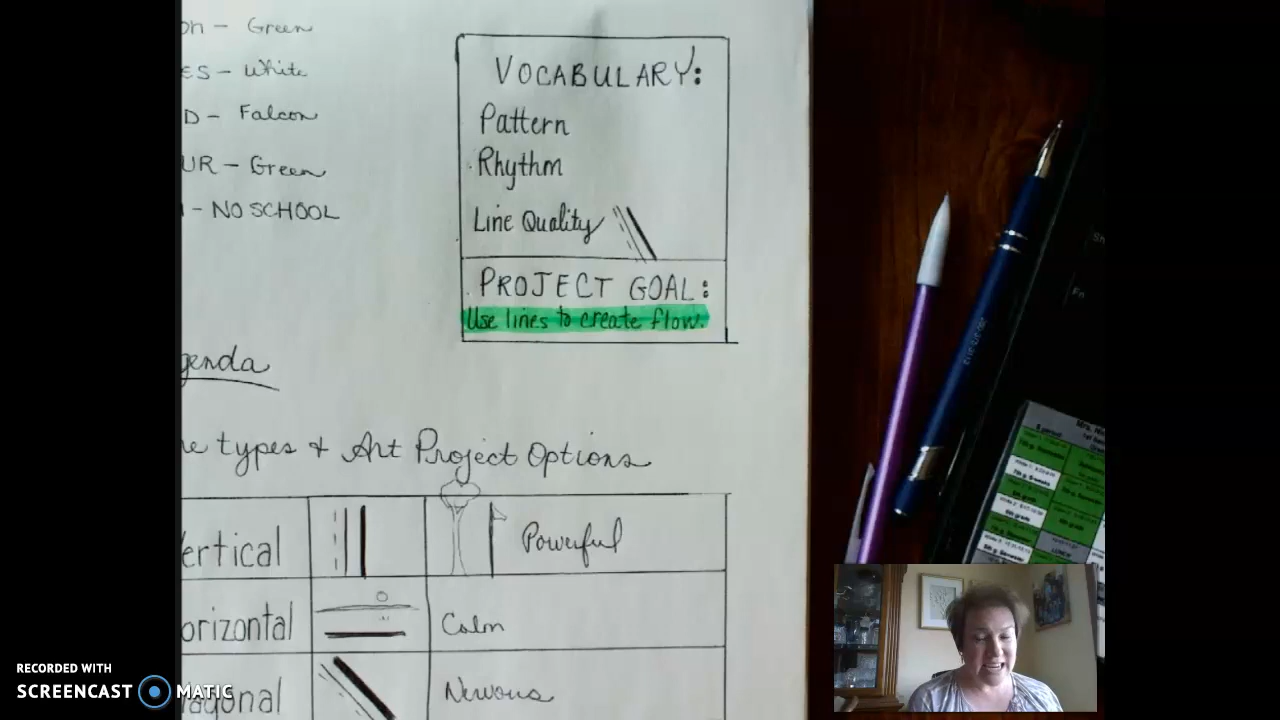 on - Green
ES - White
D - Falcon
UR - Green
- NO SCHOOL
VOCABULARY:
Pattern
Rhythm
Line Quality
PROJECT GOAL:
Use lines to create flow.
genda
e types + Art Project Options
ertical
Powerful
orizontal
Calm
agonal
Nervous
RECORDED WITH
SCREENCAST MATIC